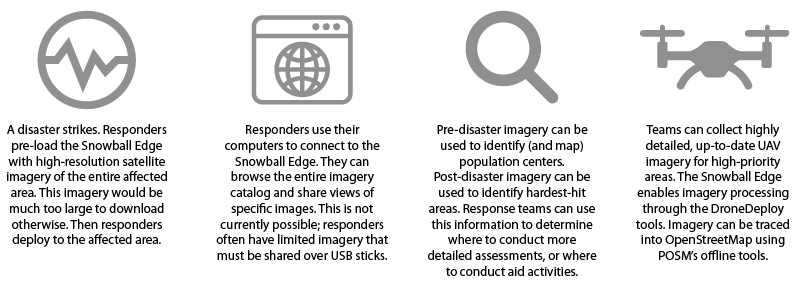 A disaster strikes. Responders
pre-load the Snowball Edge
with high-resolution satellite
imagery of the entire affected
area. This imagery would be
much too large to download
otherwise. Then responders
deploy to the affected area.
Responders use their
computers to connect to the
Snowball Edge. They can
browse the entire imagery
catalog and share views of
specific images. This is not
currently possible; responders
often have limited imagery that
must be shared over USB sticks.
Pre-disaster imagery can be
used to identify (and map)
population centers.
Post-disaster imagery can be
used to identify hardest-hit
areas. Response teams can use
this information to determine
where to conduct more
detailed assessments, or where
to conduct aid activities.
Teams can collect highly
detailed, up-to-date UAV
imagery for high-priority
areas. The Snowball Edge
enables imagery processing
through the DroneDeploy
tools. Imagery can be traced
into OpenStreetMap using
POSM's offline tools.